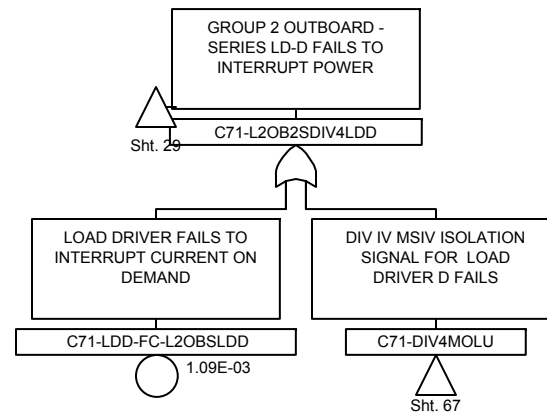 GROUP 2 OUTBOARD -
SERIES LD-D FAILS TO
INTERRUPT POWER
C71-L2OB2SDIV4LDD
Sht. 29
LOAD DRIVER FAILS TO
INTERRUPT CURRENT ON
DEMAND
C71-LDD-FC-L2OBSLDD
1.09E-03
DIV IV MSIV ISOLATION
SIGNAL FOR LOAD
DRIVER D FAILS
C71-DIV4MOLU
Sht. 67